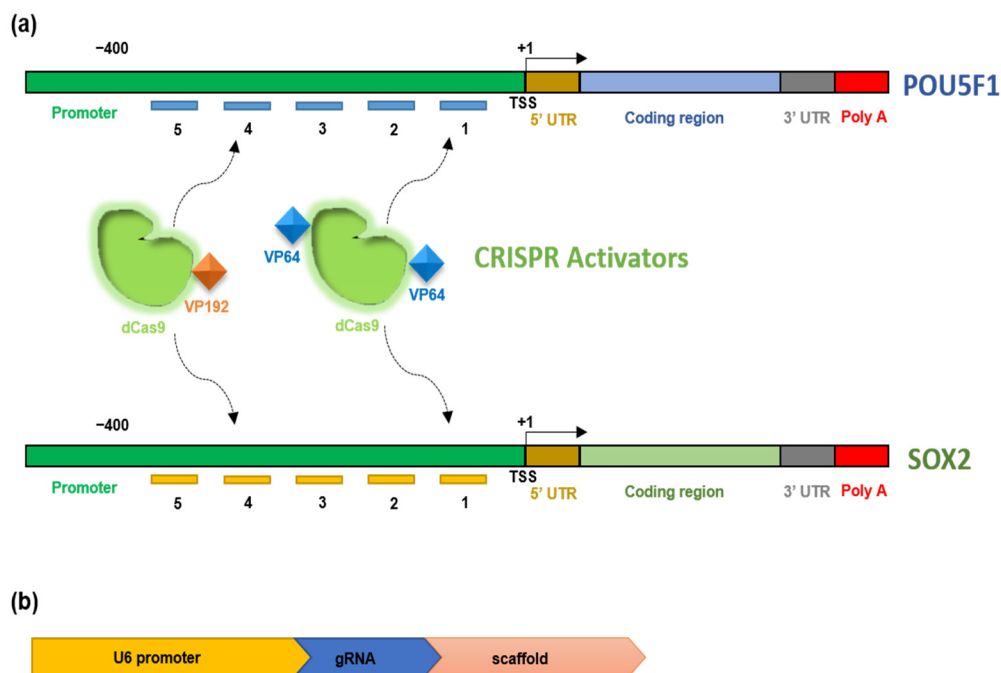 (a)
−400
+1
POU5F1
TSS
Promoter
5' UTR
Coding region
3' UTR
Poly A
5
4
3
2
1
VP64
CRISPR Activators
VP192
VP64
dCas9
dCas9
−400
+1
SOX2
TSS
Promoter
5' UTR
Coding region
3' UTR
Poly A
5
4
3
2
1
(b)
U6 promoter
gRNA
scaffold